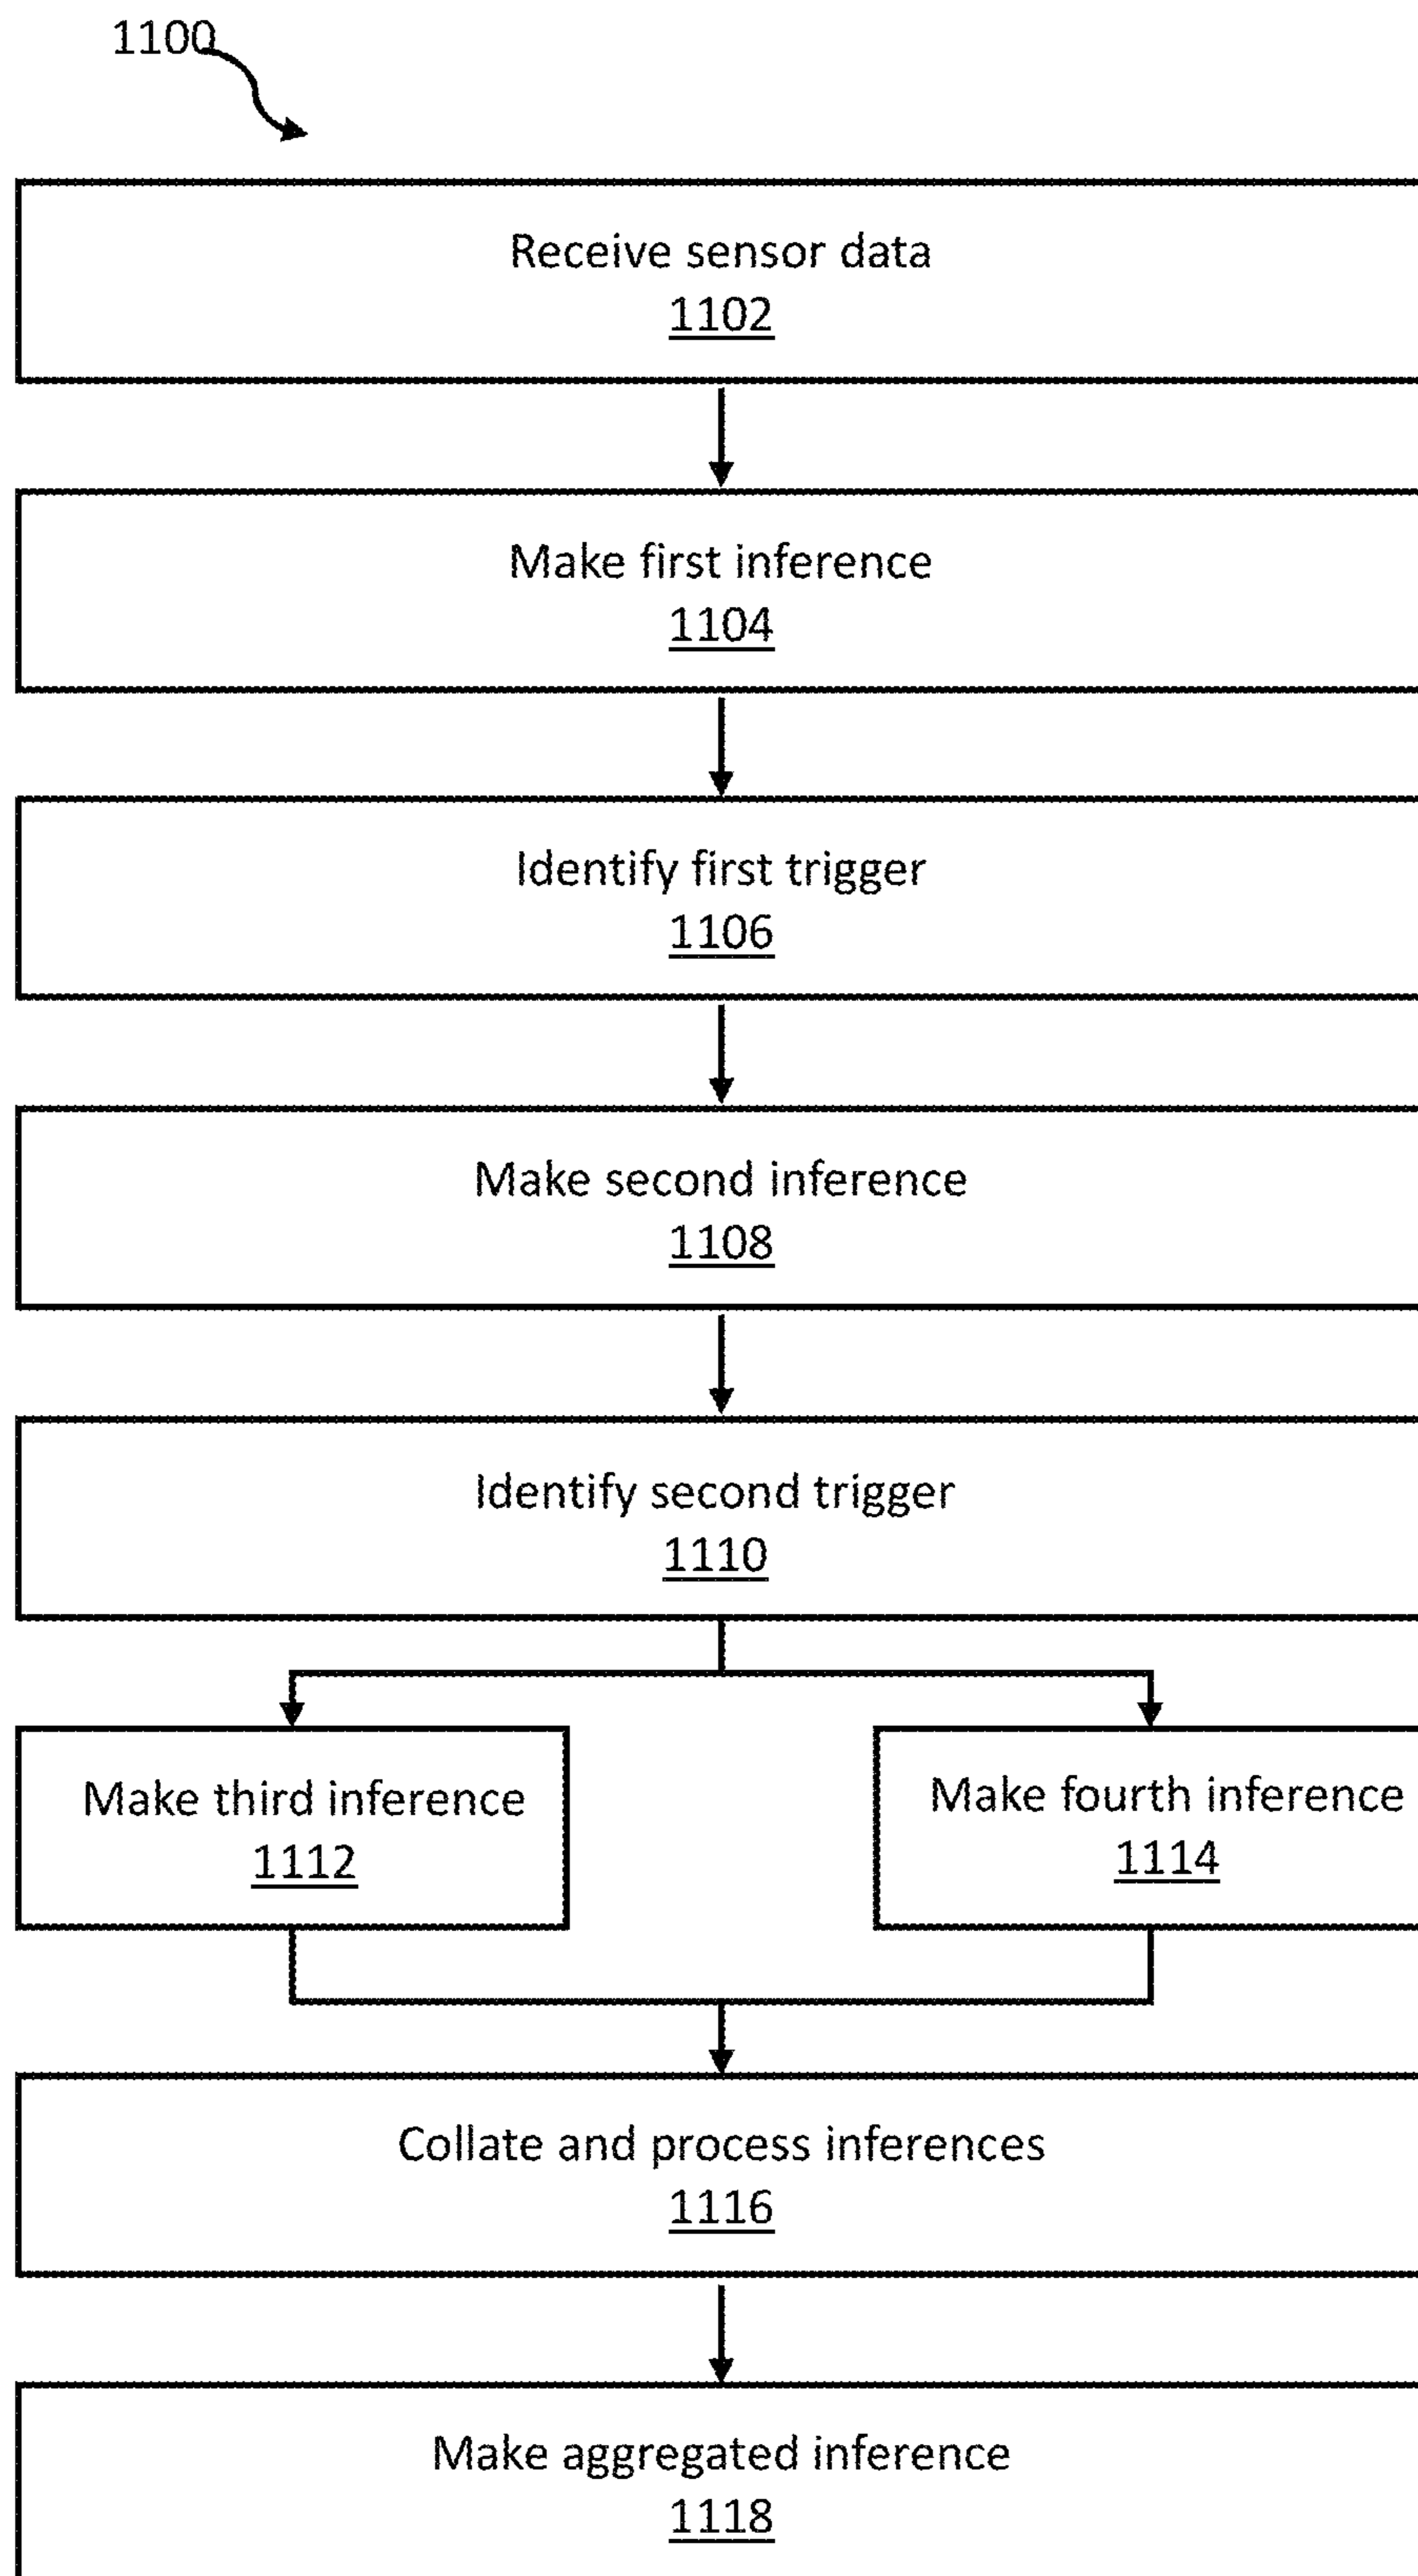 1100
Receive sensor data
1102
Make first inference
1104
Identify first trigger
1106
Make second inference
1108
Identify second trigger
1110
Make third inference
1112
Make fourth inference
1114
Collate and process inferences
1116
Make aggregated inference
1118